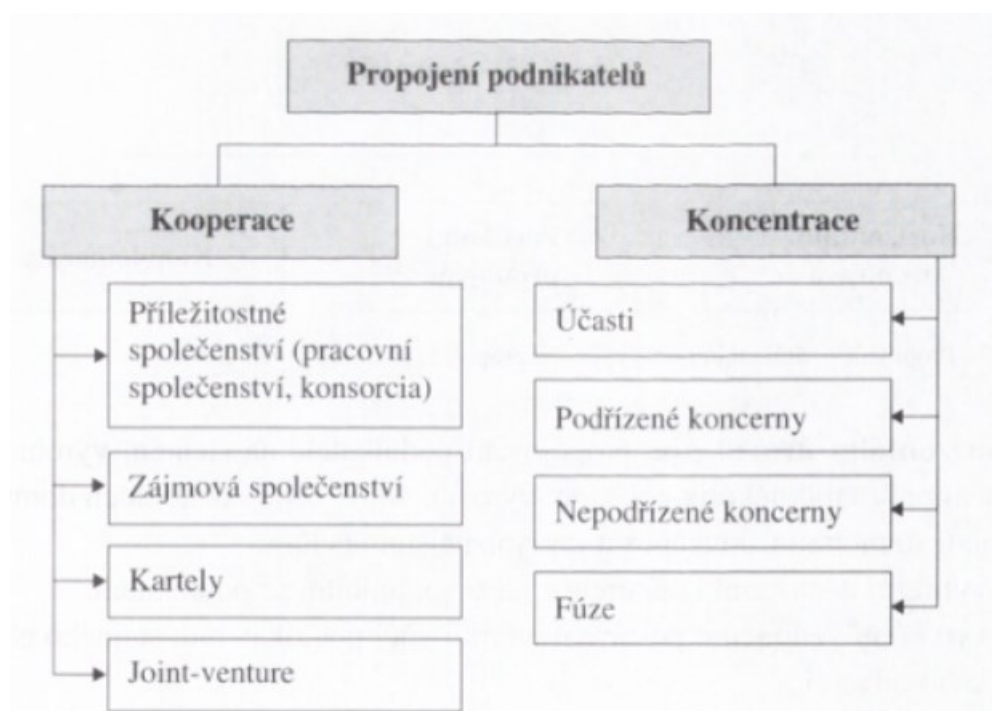 Propojení podnikatelů
Kooperace
Příležitostné
společenství (pracovní
společenství, konsorcia)
Zájmová společenství
Kartely
Joint-venture
Koncentrace
Účasti
Podřízené koncerny
Nepodřízené koncerny
Fúze